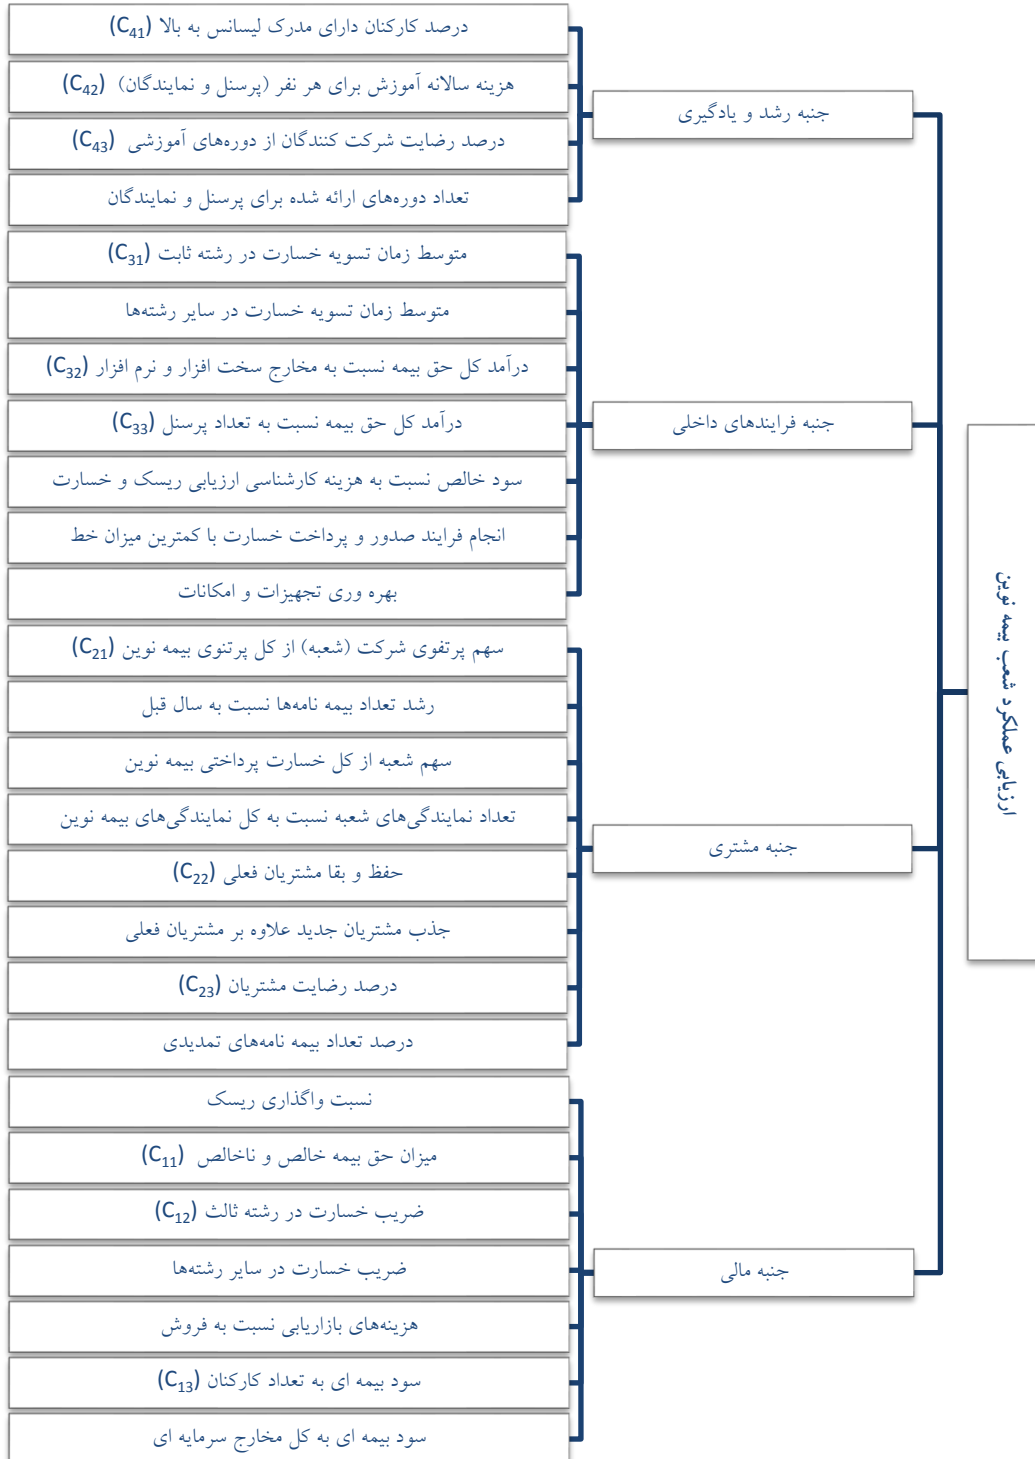 ارزیابی عملکرد شعب بیمه نوین
جنبه رشد و یادگیری
درصد کارکنان دارای مدرک لیسانس به بالا (C41)
هزینه سالانه آموزش برای هر نفر (پرسنل و نمایندگان) (C42)
درصد رضایت شرکت کنندگان از دوره‌های آموزشی (C43)
تعداد دوره‌های ارائه شده برای پرسنل و نمایندگان
جنبه فرایندهای داخلی
متوسط زمان تسویه خسارت در رشته ثابت (C31)
متوسط زمان تسویه خسارت در سایر رشته‌ها
درآمد کل حق بیمه نسبت به مخارج سخت افزار و نرم افزار (C32)
درآمد کل حق بیمه نسبت به تعداد پرسنل (C33)
سود خالص نسبت به هزینه کارشناسی ارزیابی ریسک و خسارت
انجام فرایند صدور و پرداخت خسارت با کمترین میزان خط
بهره وری تجهیزات و امکانات
جنبه مشتری
سهم پرتفوی شرکت (شعبه) از کل پرتنوی بیمه نوین (C21)
رشد تعداد بیمه نامه‌ها نسبت به سال قبل
سهم شعبه از کل خسارت پرداختی بیمه نوین
تعداد نمایندگی‌های شعبه نسبت به کل نمایندگی‌های بیمه نوین
حفظ و بقا مشتریان فعلی (C22)
جذب مشتریان جدید علاوه بر مشتریان فعلی
درصد رضایت مشتریان (C23)
درصد تعداد بیمه نامه‌های تمدیدی
جنبه مالی
نسبت واگذاری ریسک
میزان حق بیمه خالص و ناخالص (C11)
ضریب خسارت در رشته ثالث (C12)
ضریب خسارت در سایر رشته‌ها
هزینه‌های بازاریابی نسبت به فروش
سود بیمه ای به تعداد کارکنان (C13)
سود بیمه ای به کل مخارج سرمایه ای